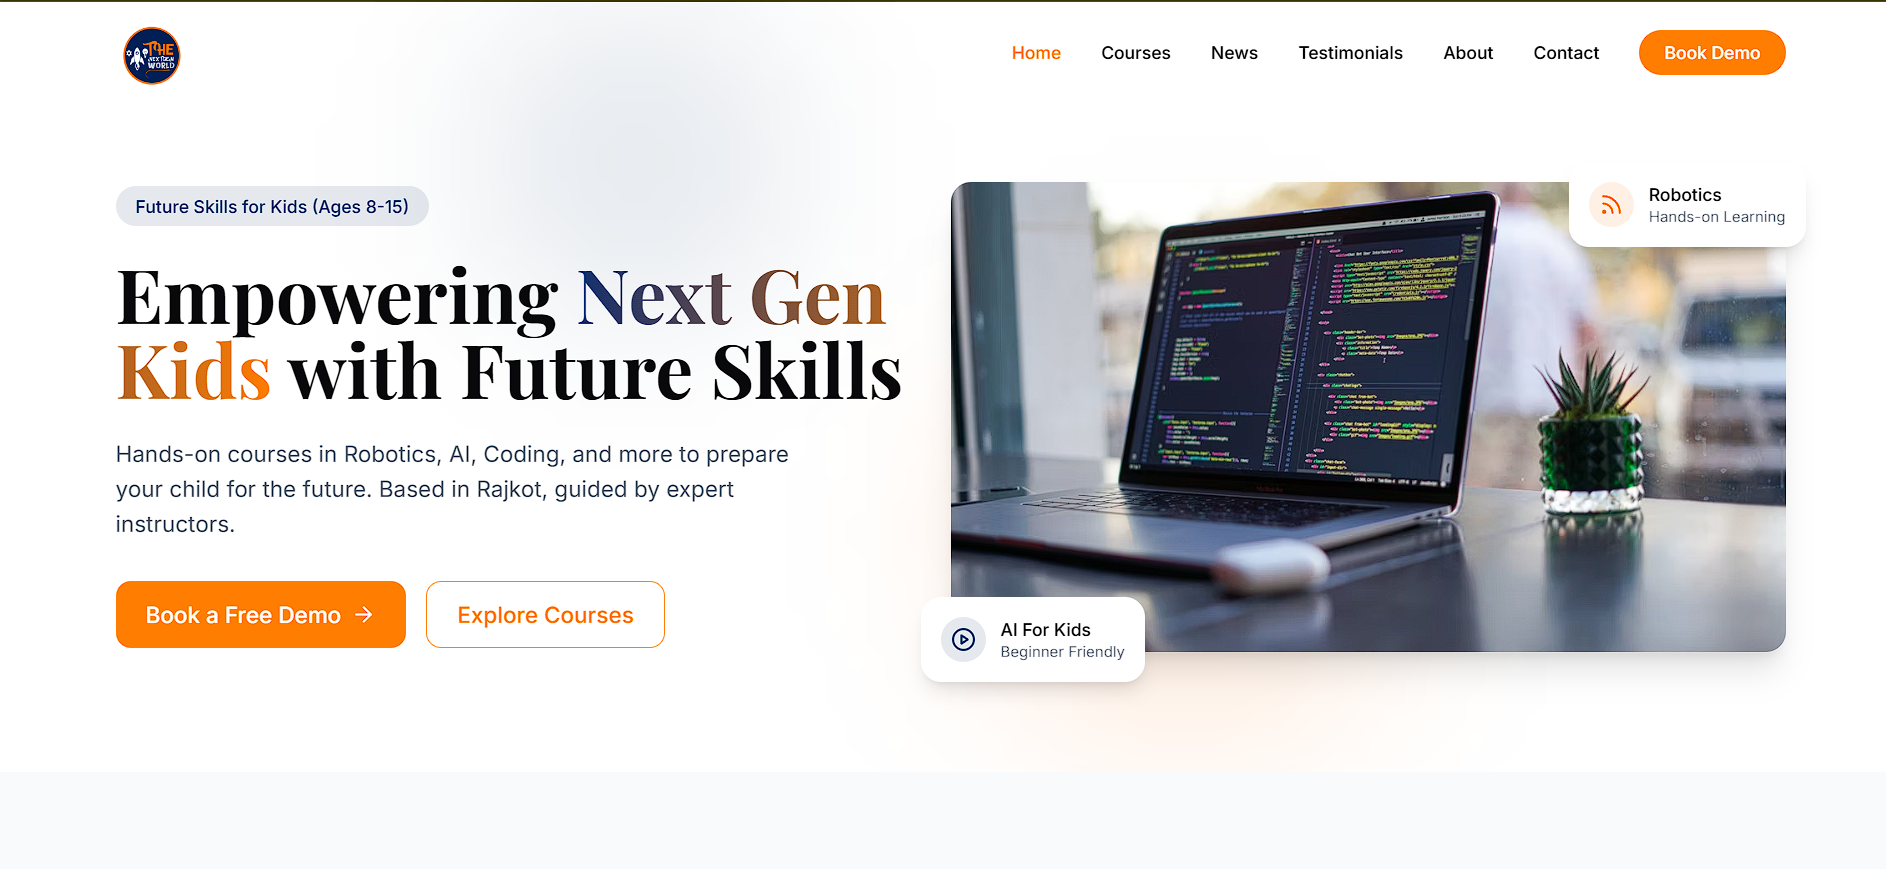 THE
NEXTGEN
WORLD
Home
Courses
News
Testimonials
About
Contact
Book Demo
Future Skills for Kids (Ages 8-15)
Empowering Next Gen
Kids with Future Skills
Hands-on courses in Robotics, AI, Coding, and more to prepare
your child for the future. Based in Rajkot, guided by expert
instructors.
Book a Free Demo →
Explore Courses
Robotics
Hands-on Learning
AI For Kids
Beginner Friendly